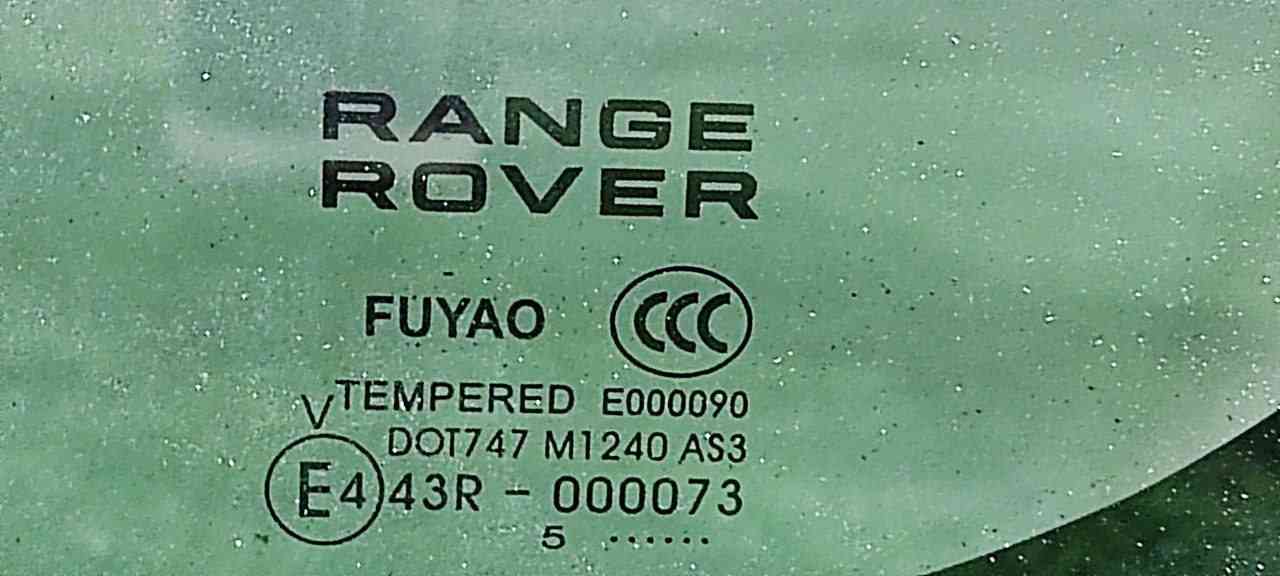 RANGE
ROVER
FUYAO CCC
TEMPERED E000090
V
DOT747 M1240 AS3
E4 43R - 000073
5 ......